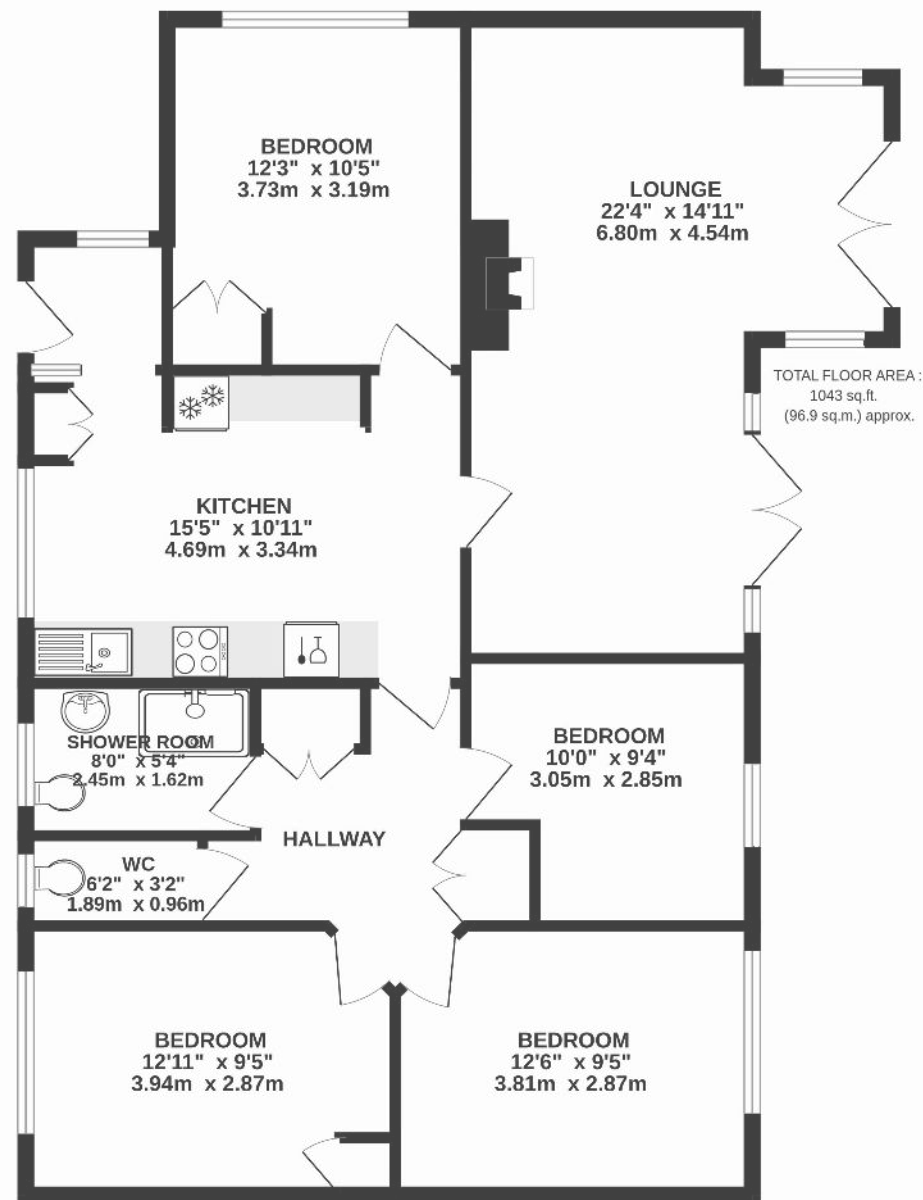 BEDROOM
12'3" x 10'5"
3.73m x 3.19m
LOUNGE
22'4" x 14'11"
6.80m x 4.54m
TOTAL FLOOR AREA :
1043 sq.ft.
(96.9 sq.m.) approx.
KITCHEN
15'5" x 10'11"
4.69m x 3.34m
SHOWER ROOM
8'0" x 5'4"
2.45m x 1.62m
BEDROOM
10'0" x 9'4"
3.05m x 2.85m
HALLWAY
WC
6'2" x 3'2"
1.89m x 0.96m
BEDROOM
12'11" x 9'5"
3.94m x 2.87m
BEDROOM
12'6" x 9'5"
3.81m x 2.87m